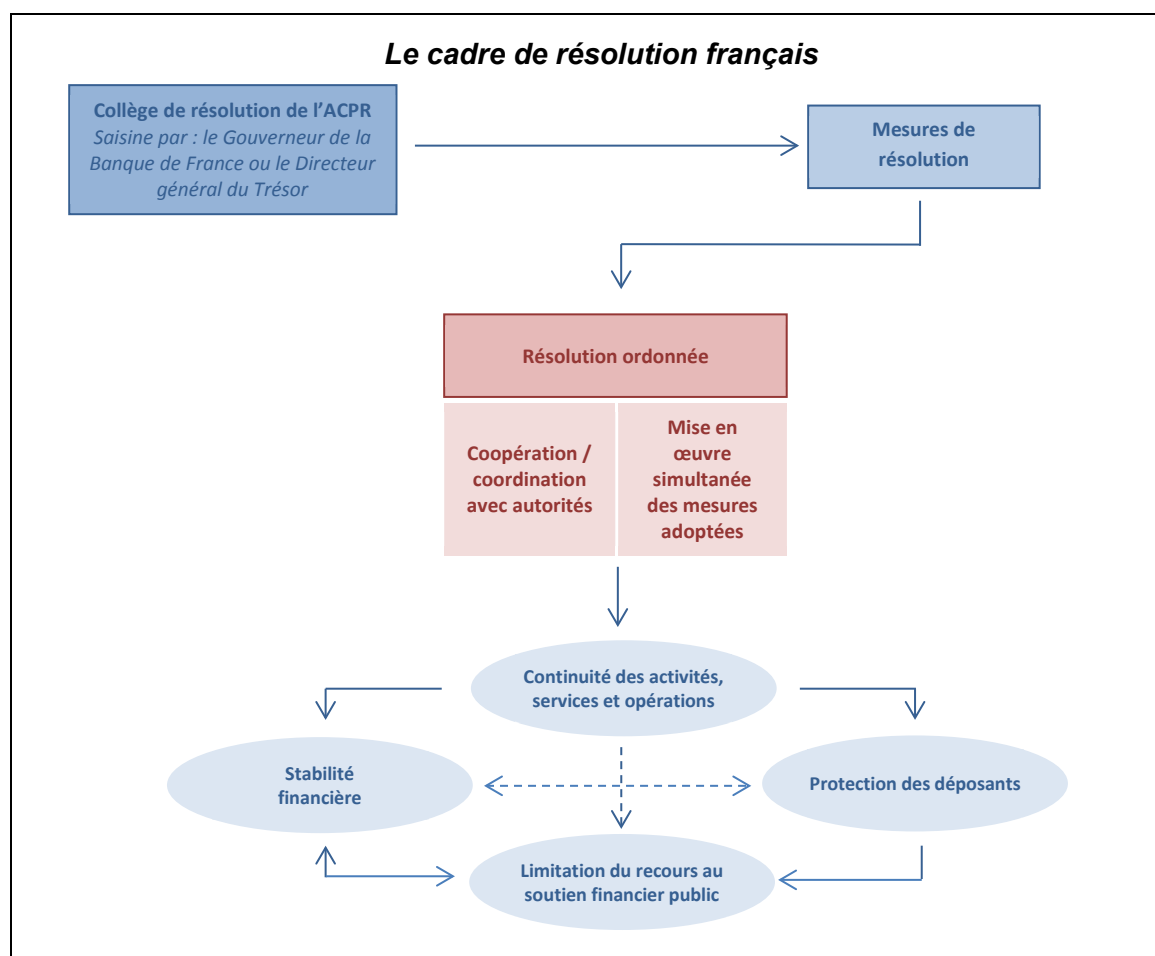 Le cadre de résolution français
Collège de résolution de l’ACPR
Saisine par : le Gouverneur de la
Banque de France ou le Directeur
général du Trésor
Mesures de
résolution
Résolution ordonnée
Coopération /
coordination
avec autorités
Mise en
œuvre
simultanée
des mesures
adoptées
Continuité des activités,
services et opérations
Stabilité
financière
Protection des déposants
Limitation du recours au
soutien financier public